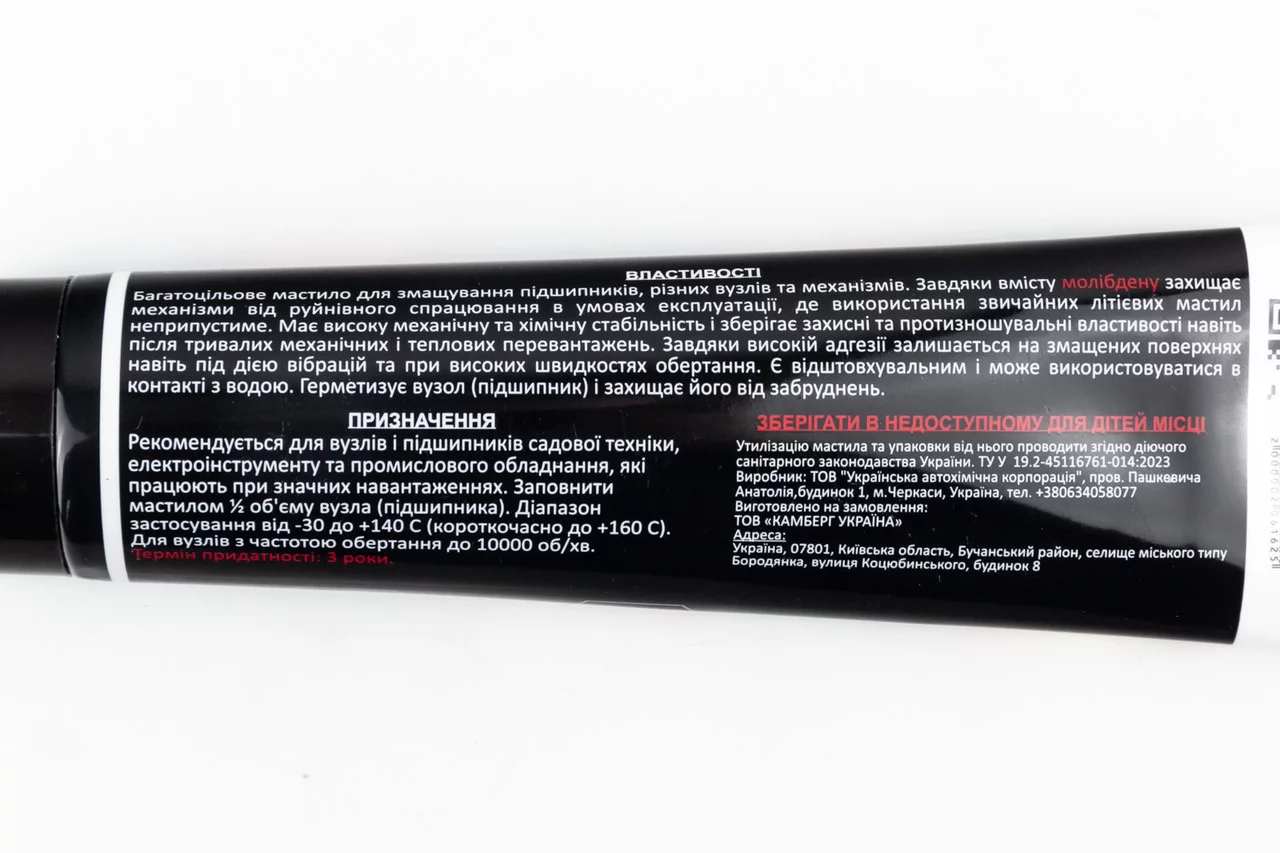 ВЛАСТИВОСТІ
Багатоцільове мастило для змащування підшипників, різних вузлів та механізмів. Завдяки вмісту молібдену захищає
механізми від руйнівного спрацювання в умовах експлуатації, де використання звичайних літієвих мастил
неприпустиме. Має високу механічну та хімічну стабільність і зберігає захисні та протизношувальні властивості навіть
після тривалих механічних і теплових перевантажень. Завдяки високій адгезії залишається на змащених поверхнях
навіть під дією вібрацій та при високих швидкостях обертання. Є відштовхувальним і може використовуватися в
контакті з водою. Герметизує вузол (підшипник) і захищає його від забруднень.
ПРИЗНАЧЕННЯ
Рекомендується для вузлів і підшипників садової техніки,
електроінструменту та промислового обладнання, які
працюють при значних навантаженнях. Заповнити
мастилом ½ об'єму вузла (підшипника). Діапазон
застосування від -30 до +140 С (короткочасно до +160 С).
Для вузлів з частотою обертання до 10000 об/хв.
Термін придатності: 3 роки.
ЗБЕРІГАТИ В НЕДОСТУПНОМУ ДЛЯ ДІТЕЙ МІСЦІ
Утилізацію мастила та упаковки від нього проводити згідно діючого
санітарного законодавства України. ТУ У 19.2-45116761-014:2023
Виробник: ТОВ "Українська автохімічна корпорація", пров. Пашкевича
Анатолія,будинок 1, м.Черкаси, Україна, тел. +380634058077
Виготовлено на замовлення:
ТОВ «КАМБЕРГ УКРАЇНА»
Адреса:
Україна, 07801, Київська область, Бучанський район, селище міського типу
Бородянка, вулиця Коцюбинського, будинок 8